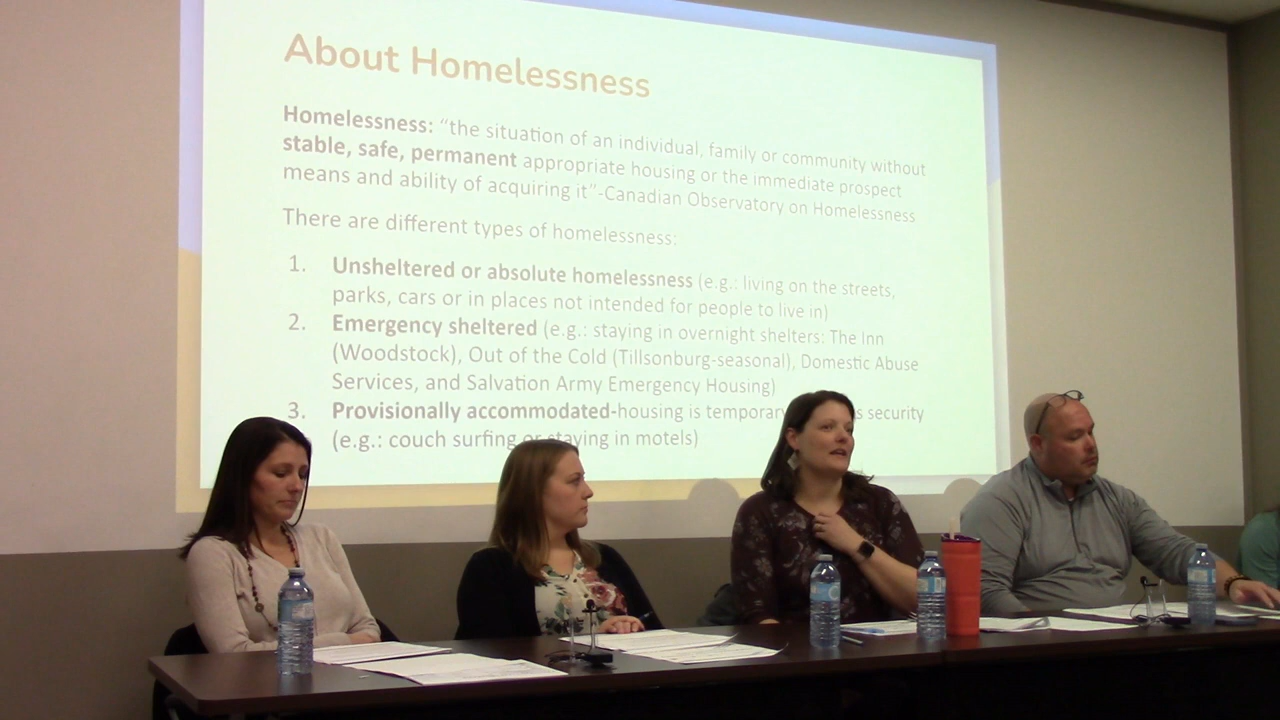 About Homelessness
Homelessness: “the situation of an individual, family or community without
stable, safe, permanent appropriate housing or the immediate prospect
means and ability of acquiring it”-Canadian Observatory on Homelessness
There are different types of homelessness:
1. Unsheltered or absolute homelessness (e.g.: living on the streets,
parks, cars or in places not intended for people to live in)
2. Emergency sheltered (e.g.: staying in overnight shelters: The Inn
(Woodstock), Out of the Cold (Tillsonburg-seasonal), Domestic Abuse
Services, and Salvation Army Emergency Housing)
3. Provisionally accommodated-housing is temporary security
(e.g.: couch surfing or staying in motels)